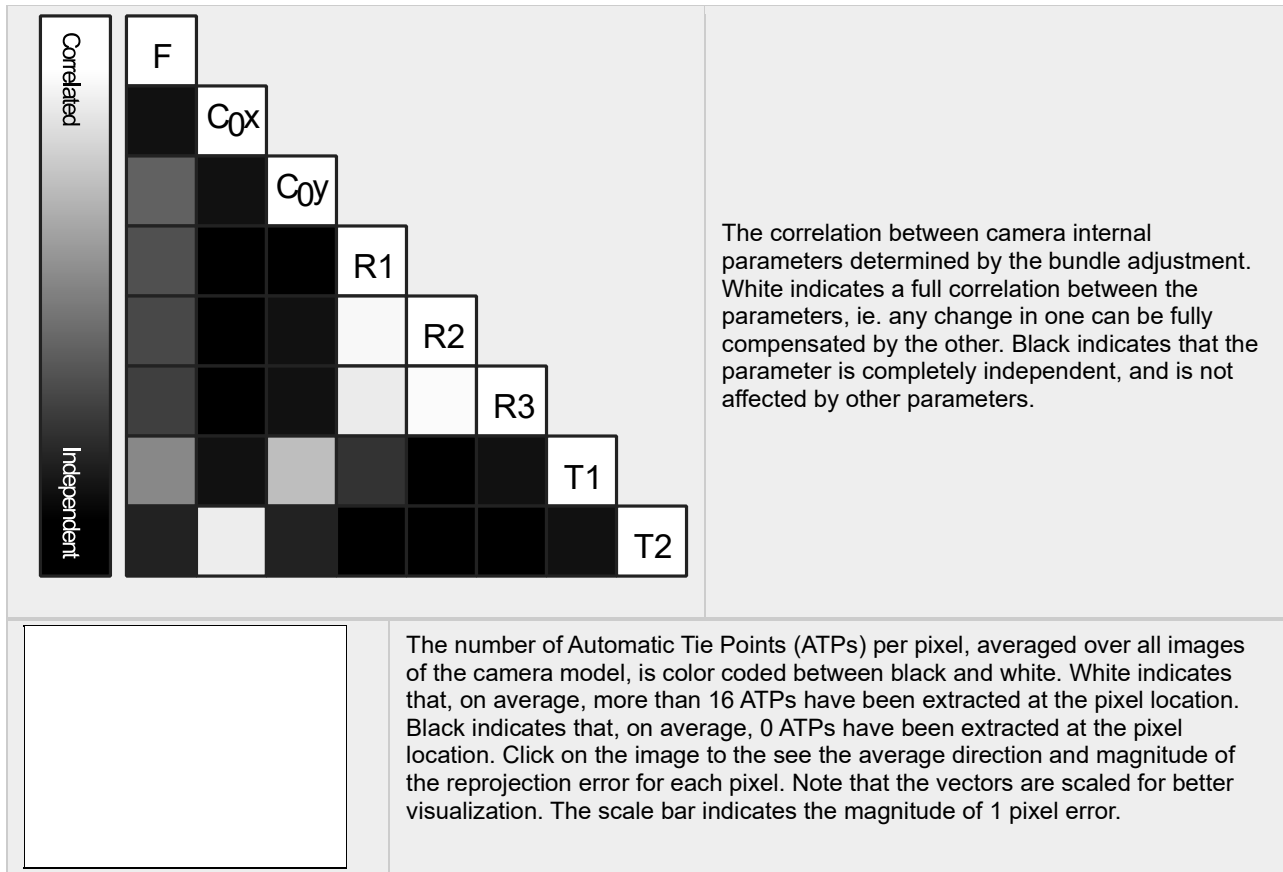 Correlated
Independent
F
C0x
C0y
R1
R2
R3
T1
T2
The correlation between camera internal
parameters determined by the bundle adjustment.
White indicates a full correlation between the
parameters, ie. any change in one can be fully
compensated by the other. Black indicates that the
parameter is completely independent, and is not
affected by other parameters.
The number of Automatic Tie Points (ATPs) per pixel, averaged over all images
of the camera model, is color coded between black and white. White indicates
that, on average, more than 16 ATPs have been extracted at the pixel location.
Black indicates that, on average, 0 ATPs have been extracted at the pixel
location. Click on the image to the see the average direction and magnitude of
the reprojection error for each pixel. Note that the vectors are scaled for better
visualization. The scale bar indicates the magnitude of 1 pixel error.